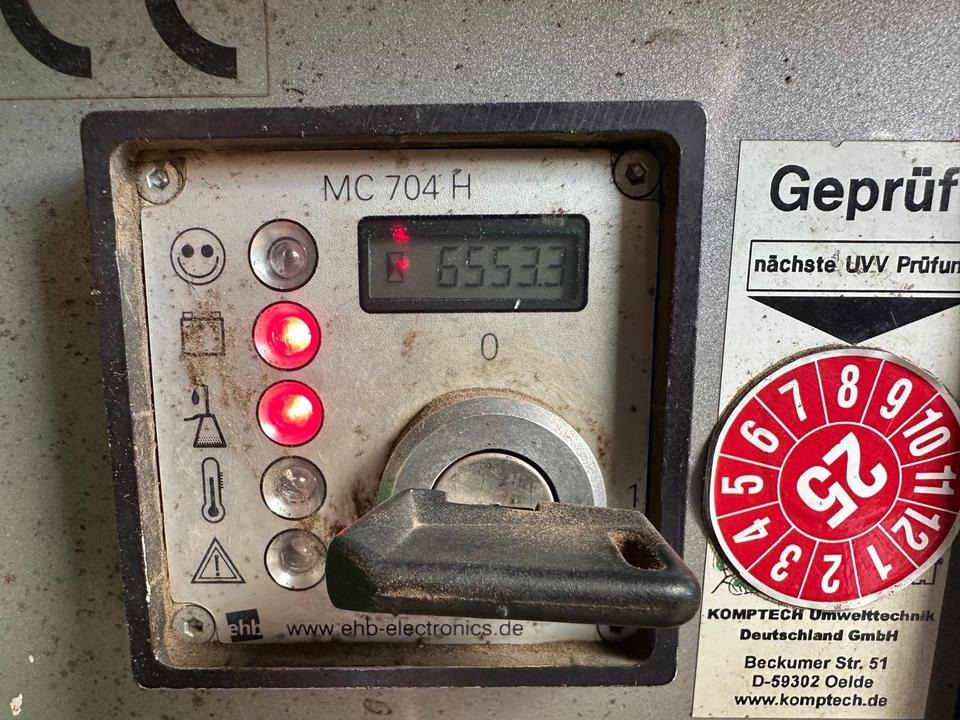 CE
MC 704 H
6553.3
0
1
ehb
www.ehb-electronics.de
Geprüf
nächste UVV Prüfun
25
1 2 3 4 5 6 7 8 9 10 11 12
KOMPTECH Umwelttechnik
Deutschland GmbH
Beckumer Str. 51
D-59302 Oelde
www.komptech.de